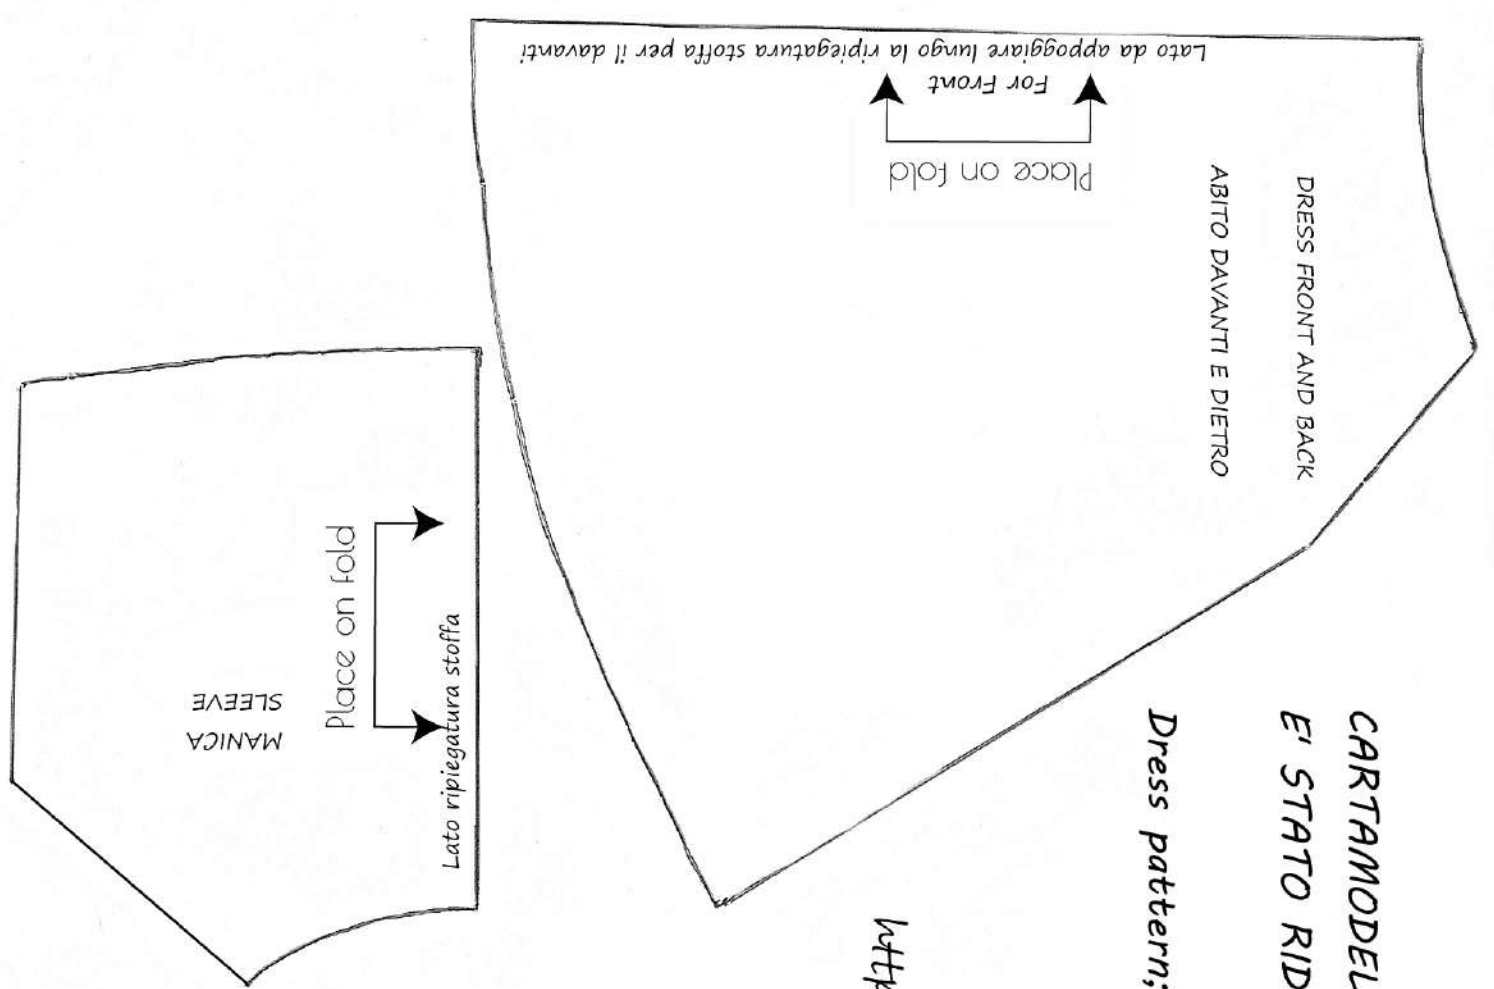 Lato da appoggiare lungo la ripiegatura stoffa per il davanti
For Front
Place on fold
DRESS FRONT AND BACK
ABITO DAVANTI E DIETRO
Place on fold
Lato ripiegatura stoffa
MANICA
SLEEVE
CARTAMODEL
E' STATO RID
Dress pattern;
http